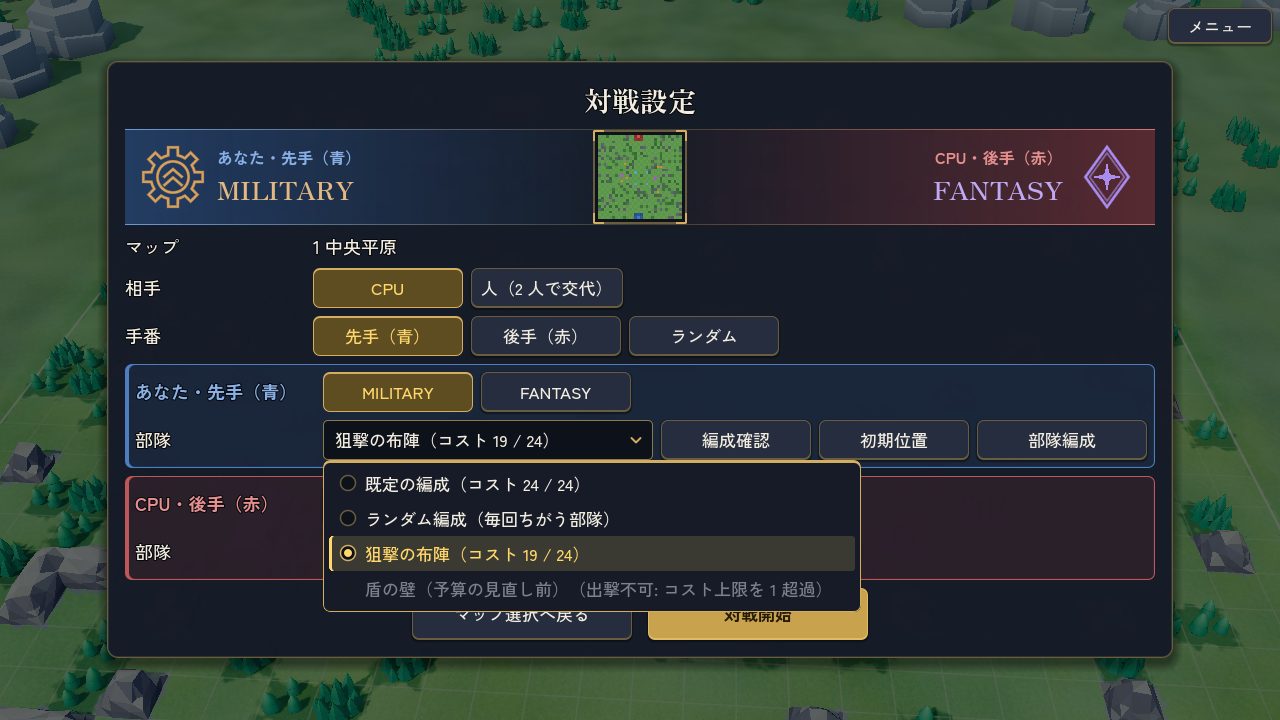 メニュー
対戦設定
あなた・先手（青）
MILITARY
CPU・後手（赤）
FANTASY
マップ
1 中央平原
相手
CPU
人（2 人で交代）
手番
先手（青）
後手（赤）
ランダム
あなた・先手（青）
MILITARY
FANTASY
部隊
狙撃の布陣（コスト 19 / 24）
編成確認
初期位置
部隊編成
既定の編成（コスト 24 / 24）
ランダム編成（毎回ちがう部隊）
狙撃の布陣（コスト 19 / 24）
盾の壁（予算の見直し前）（出撃不可: コスト上限を 1 超過）
CPU・後手（赤）
部隊
マップ選択へ戻る
対戦開始